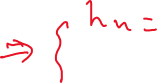 ⇒ { hn =